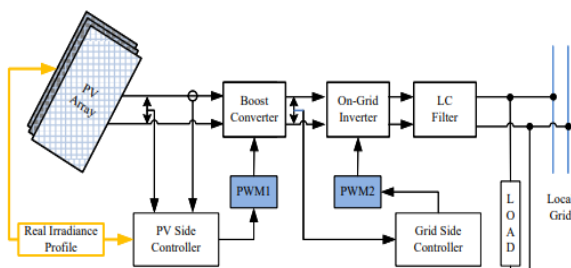 PV
Array
Boost
Converter
On-Grid
Inverter
LC
Filter
PWM1
PWM2
Real Irradiance
Profile
PV Side
Controller
Grid Side
Controller
LOAD
Local
Grid